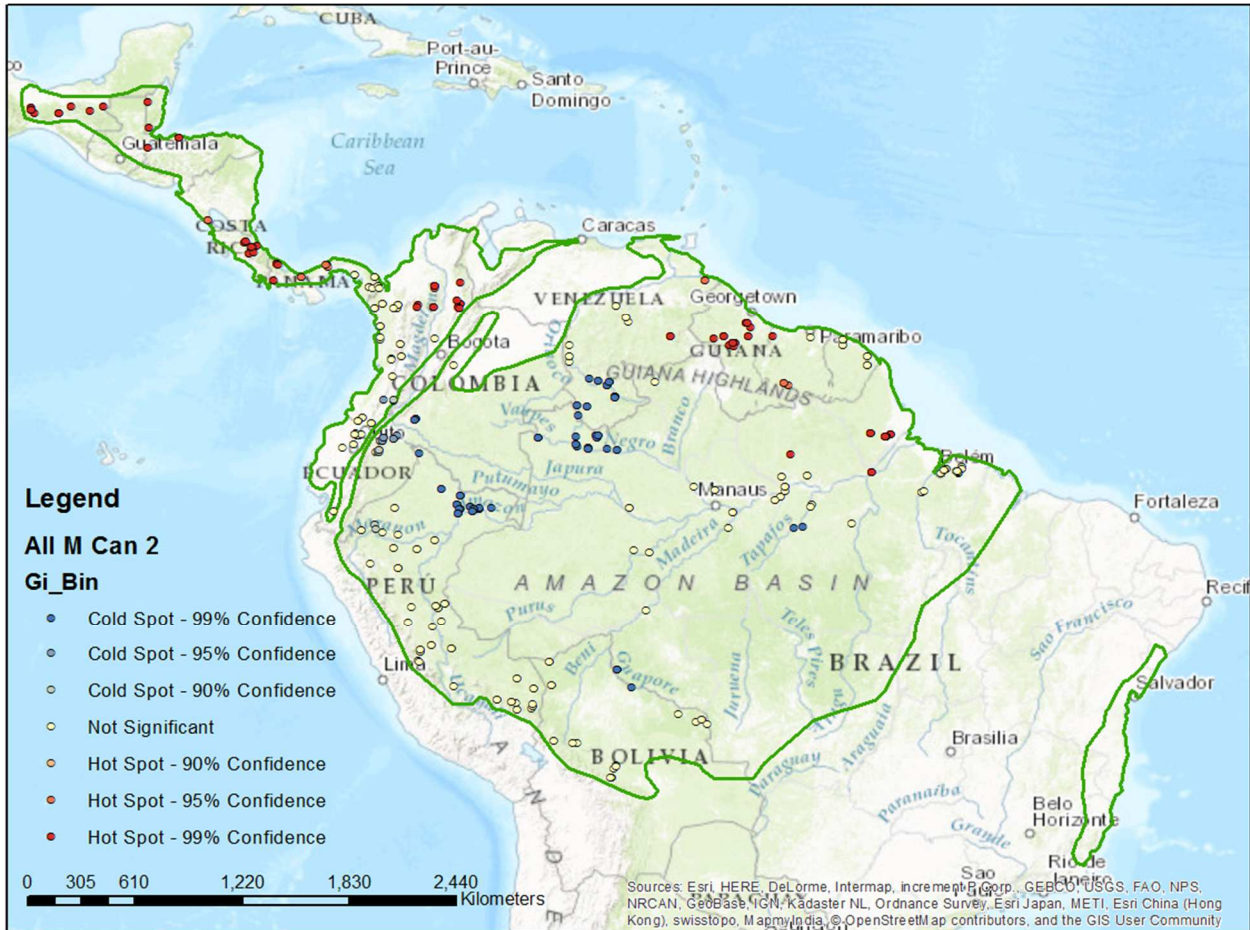 CUBA
Port-au-
Prince
Santo
Domingo
Caribbean
Sea
Guatemala
COSTA
Caracas
VENEZUELA
Georgetown
Magdalena
Orinoco
GUIANA
Paramaribo
Bogota
COLOMBIA
GUIANA HIGHLANDS
Vaupes
Negro
Branco
Japura
ECUADOR
Putumayo
Belém
Manaus
Fortaleza
Madeira
Tapajos
Tocantins
AMAZON BASIN
PERÚ
Purus
Recif
Sao Francisco
Teles Pires
Beni
Guapore
Juruena
BRAZIL
Lima
Salvador
Araguaia
Brasilia
BOLIVIA
Paraguay
Paranaiba
Belo
Horizonte
Grande
Rio de
Janeiro
Sao
A N D E
Legend
All M Can 2
Gi_Bin
Cold Spot - 99% Confidence
Cold Spot - 95% Confidence
Cold Spot - 90% Confidence
Not Significant
Hot Spot - 90% Confidence
Hot Spot - 95% Confidence
Hot Spot - 99% Confidence
0 305 610 1,220 1,830 2,440
Kilometers
Sources: Esri, HERE, DeLorme, Intermap, increment P Corp., GEBCO, USGS, FAO, NPS,
NRCAN, GeoBase, IGN, Kadaster NL, Ordnance Survey, Esri Japan, METI, Esri China (Hong
Kong), swisstopo, MapmyIndia, © OpenStreetMap contributors, and the GIS User Community